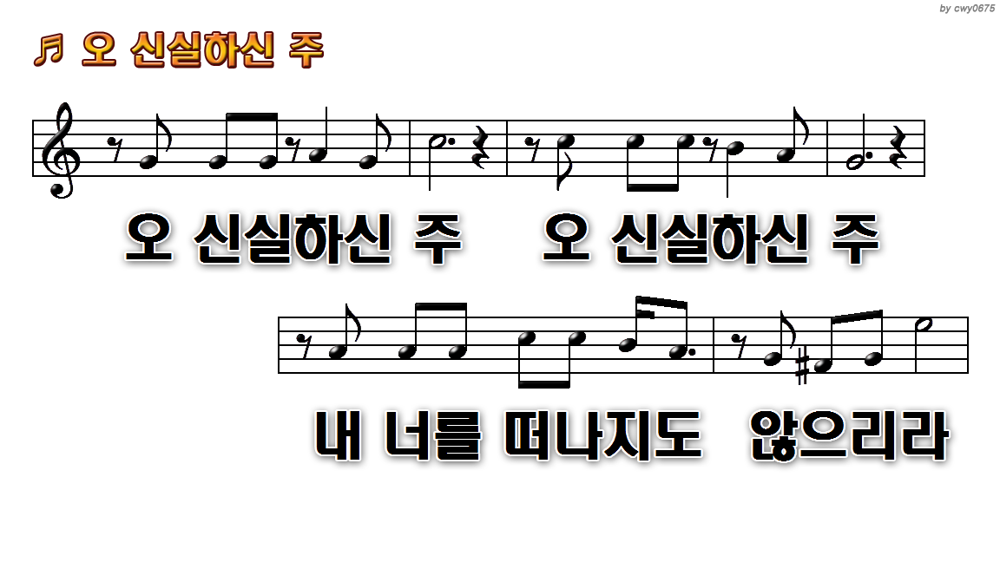 by cwy0675
오 신실하신 주
오 신실하신 주 오 신실하신 주
내 너를 떠나지도 않으리라